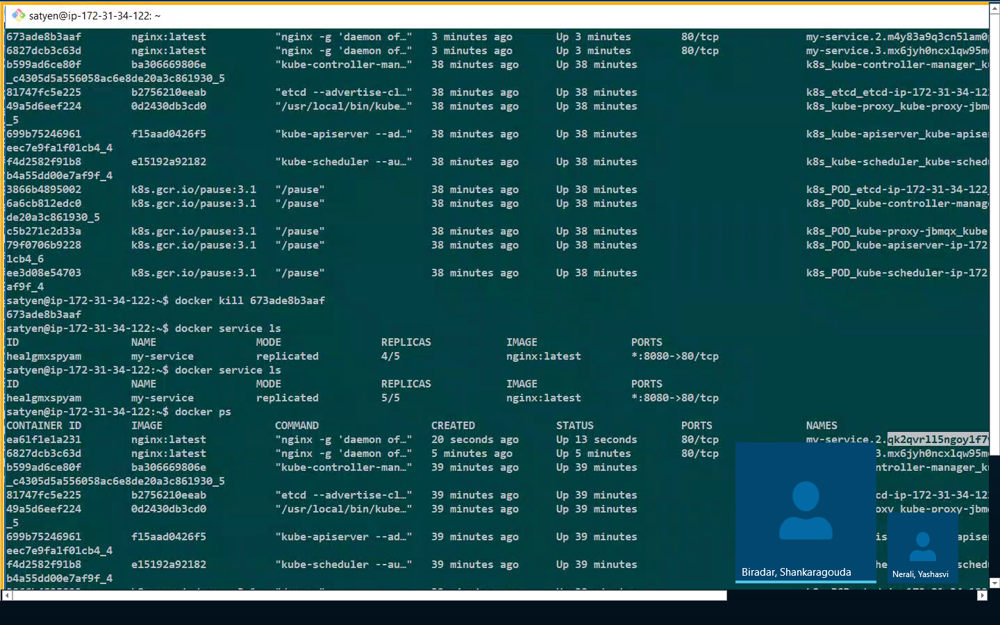 satyen@ip-172-31-34-122: ~
673ade8b3aaf nginx:latest "nginx -g 'daemon of…" 3 minutes ago Up 3 minutes 80/tcp my-service.2.m4y83a9q3cn5lam0
6827dcb3c63d nginx:latest "nginx -g 'daemon of…" 3 minutes ago Up 3 minutes 80/tcp my-service.3.mx6jyh0ncxlqw95m
b599ad6ce80f ba306669806e "kube-controller-man…" 38 minutes ago Up 38 minutes k8s_kube-controller-manager_k
_c4305d5a556058ac6e8de20a3c861930_5
81747fc5e225 b2756210eeab "etcd --advertise-cl…" 38 minutes ago Up 38 minutes k8s_etcd_etcd-ip-172-31-34-12
49a5d6eef224 0d2430db3cd0 "/usr/local/bin/kube…" 38 minutes ago Up 38 minutes k8s_kube-proxy_kube-proxy-jbm
_5
699b75246961 f15aad0426f5 "kube-apiserver --ad…" 38 minutes ago Up 38 minutes k8s_kube-apiserver_kube-apise
eec7e9fa1f01cb4_4
f4d2582f91b8 e15192a92182 "kube-scheduler --au…" 38 minutes ago Up 38 minutes k8s_kube-scheduler_kube-sched
b4a55dd00e7af9f_4
3866b4895002 k8s.gcr.io/pause:3.1 "/pause" 38 minutes ago Up 38 minutes k8s_POD_etcd-ip-172-31-34-122
6a6cb812edc0 k8s.gcr.io/pause:3.1 "/pause" 38 minutes ago Up 38 minutes k8s_POD_kube-controller-manag
de20a3c861930_5
c5b271c2d33a k8s.gcr.io/pause:3.1 "/pause" 38 minutes ago Up 38 minutes k8s_POD_kube-proxy-jbmqx_kube
79f0706b9228 k8s.gcr.io/pause:3.1 "/pause" 38 minutes ago Up 38 minutes k8s_POD_kube-apiserver-ip-172
1cb4_6
ee3d08e54703 k8s.gcr.io/pause:3.1 "/pause" 38 minutes ago Up 38 minutes k8s_POD_kube-scheduler-ip-172
af9f_4
satyen@ip-172-31-34-122:~$ docker kill 673ade8b3aaf
673ade8b3aaf
satyen@ip-172-31-34-122:~$ docker service ls
ID NAME MODE REPLICAS IMAGE PORTS
healgmxspyam my-service replicated 4/5 nginx:latest *:8080->80/tcp
satyen@ip-172-31-34-122:~$ docker service ls
ID NAME MODE REPLICAS IMAGE PORTS
healgmxspyam my-service replicated 5/5 nginx:latest *:8080->80/tcp
satyen@ip-172-31-34-122:~$ docker ps
CONTAINER ID IMAGE COMMAND CREATED STATUS PORTS NAMES
ea61f1e1a231 nginx:latest "nginx -g 'daemon of…" 20 seconds ago Up 13 seconds 80/tcp my-service.2.qk2qvrll5ngoy1f7
6827dcb3c63d nginx:latest "nginx -g 'daemon of…" 5 minutes ago Up 5 minutes 80/tcp 3.mx6jyh0ncxlqw95m
b599ad6ce80f ba306669806e "kube-controller-man…" 39 minutes ago Up 39 minutes ntroller-manager_k
_c4305d5a556058ac6e8de20a3c861930_5
81747fc5e225 b2756210eeab "etcd --advertise-cl…" 39 minutes ago Up 39 minutes cd-ip-172-31-34-12
49a5d6eef224 0d2430db3cd0 "/usr/local/bin/kube…" 39 minutes ago Up 39 minutes oxy_kube-proxy-jbm
_5
699b75246961 f15aad0426f5 "kube-apiserver --ad…" 39 minutes ago Up 39 minutes is apiser
eec7e9fa1f01cb4_4
f4d2582f91b8 e15192a92182 "kube-scheduler --au…" 39 minutes ago Up 39 minutes he sched
b4a55dd00e7af9f_4
Biradar, Shankaragouda
Nerali, Yashasvi